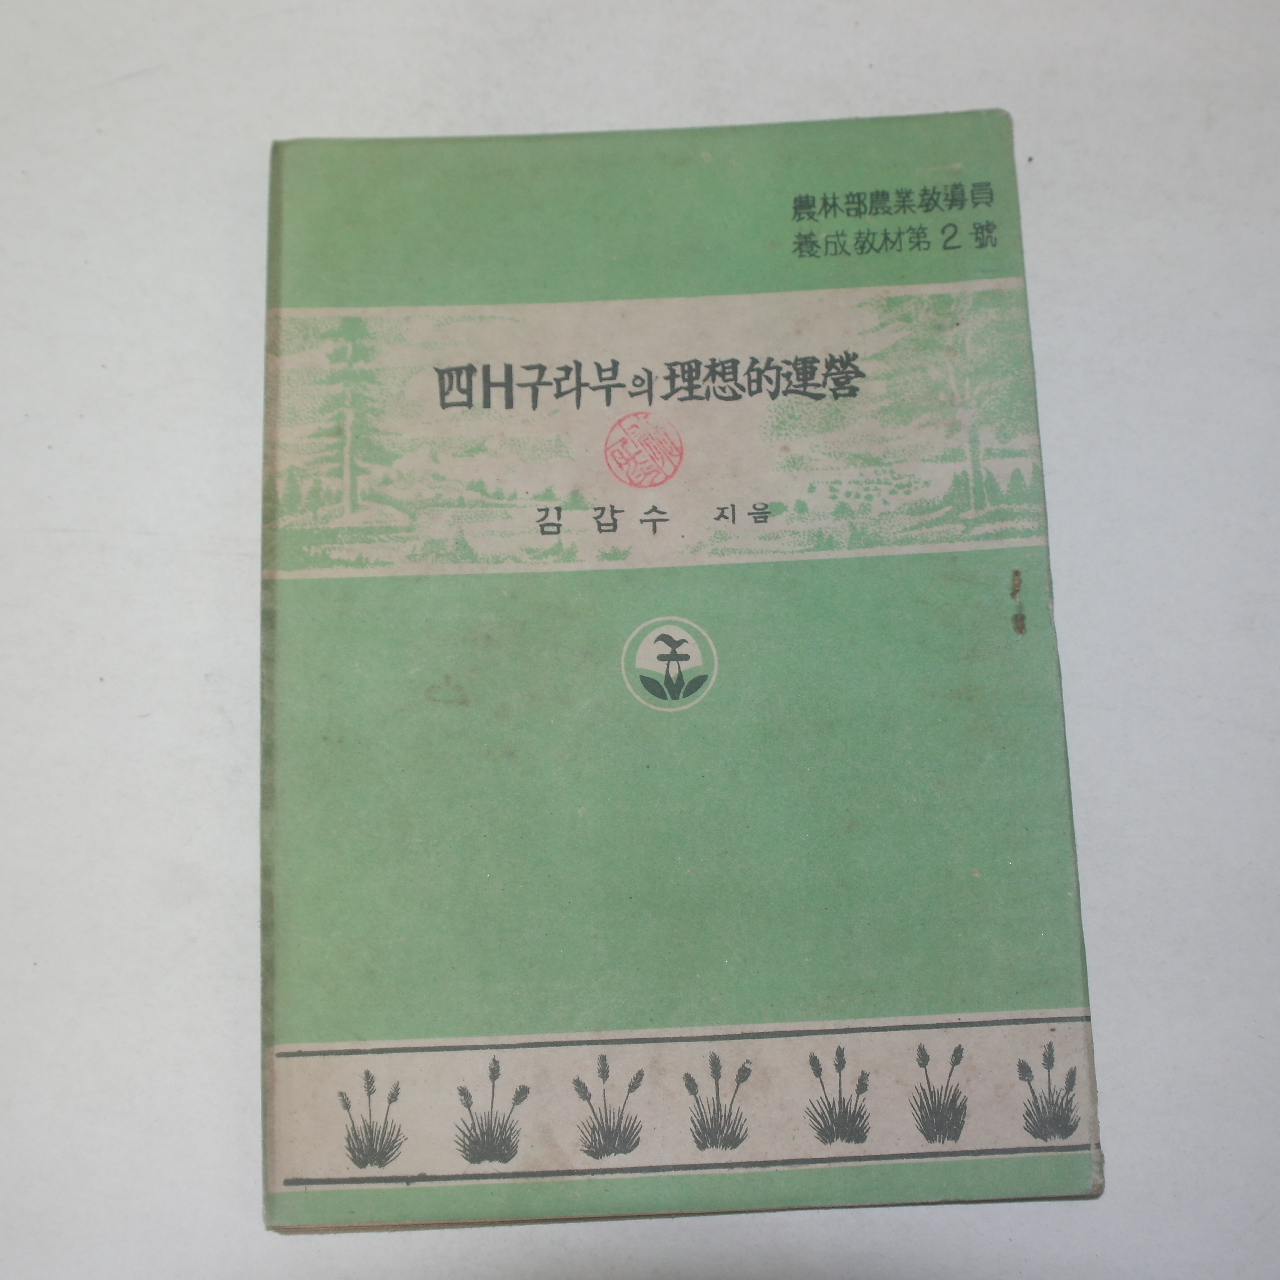 農林部農業敎導員
養成敎材第2號
四H구라부의理想的運營
김갑수 지음